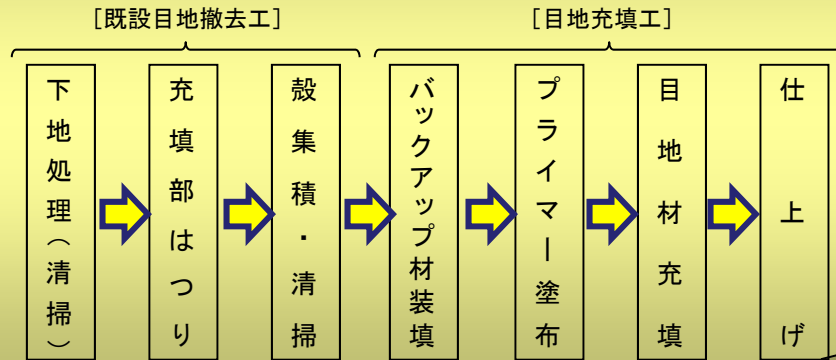 ［既設目地撤去工］
［目地充填工］
下地処理（清掃）
充填部はつり
殻集積・清掃
バックアップ材装填
プライマー塗布
目地材充填
仕上げ